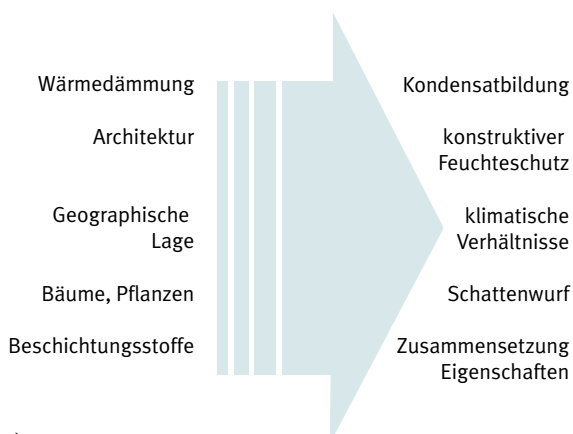 Wärmedämmung
Kondensatbildung
Architektur
konstruktiver
Feuchteschutz
Geographische
Lage
klimatische
Verhältnisse
Bäume, Pflanzen
Schattenwurf
Beschichtungsstoffe
Zusammensetzung
Eigenschaften